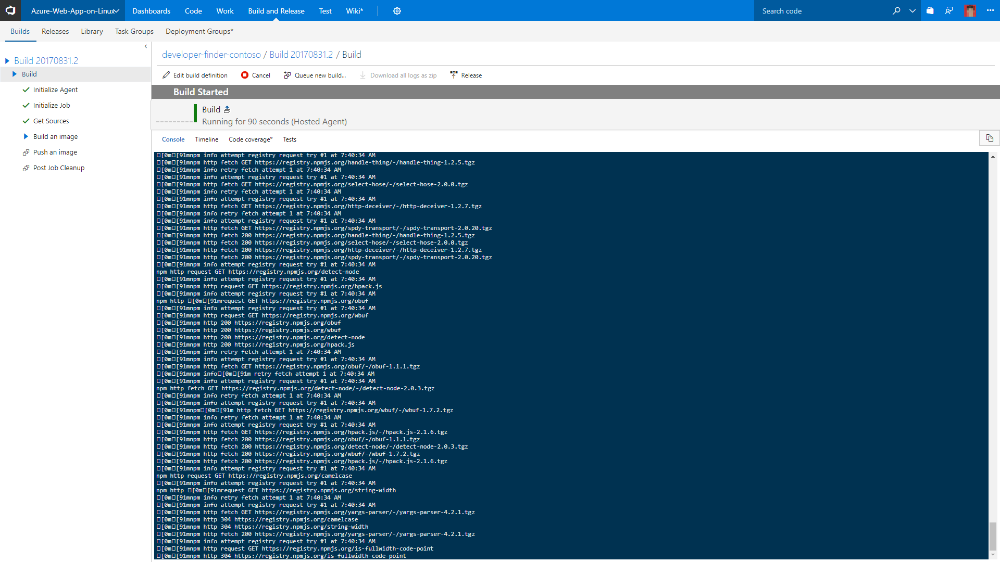 Azure-Web-App-on-Linux
Dashboards
Code
Work
Build and Release
Test
Wiki*
Search code
Builds
Releases
Library
Task Groups
Deployment Groups*
Build 20170831.2
Build
Initialize Agent
Initialize Job
Get Sources
Build an image
Push an image
Post Job Cleanup
developer-finder-contoso / Build 20170831.2 / Build
Edit build definition
Cancel
Queue new build...
Download all logs as zip
Release
Build Started
Build
Running for 90 seconds (Hosted Agent)
Console
Timeline
Code coverage*
Tests
□[0m□[91mnpm info attempt registry request try #1 at 7:40:34 AM
□[0m□[91mnpm http fetch GET https://registry.npmjs.org/handle-thing/-/handle-thing-1.2.5.tgz
□[0m□[91mnpm info retry fetch attempt 1 at 7:40:34 AM
□[0m□[91mnpm info attempt registry request try #1 at 7:40:34 AM
□[0m□[91mnpm http fetch GET https://registry.npmjs.org/select-hose/-/select-hose-2.0.0.tgz
□[0m□[91mnpm info retry fetch attempt 1 at 7:40:34 AM
□[0m□[91mnpm info attempt registry request try #1 at 7:40:34 AM
□[0m□[91mnpm http fetch GET https://registry.npmjs.org/http-deceiver/-/http-deceiver-1.2.7.tgz
□[0m□[91mnpm info retry fetch attempt 1 at 7:40:34 AM
□[0m□[91mnpm info attempt registry request try #1 at 7:40:34 AM
□[0m□[91mnpm http fetch GET https://registry.npmjs.org/spdy-transport/-/spdy-transport-2.0.20.tgz
□[0m□[91mnpm http fetch 200 https://registry.npmjs.org/handle-thing/-/handle-thing-1.2.5.tgz
□[0m□[91mnpm http fetch 200 https://registry.npmjs.org/select-hose/-/select-hose-2.0.0.tgz
□[0m□[91mnpm http fetch 200 https://registry.npmjs.org/http-deceiver/-/http-deceiver-1.2.7.tgz
□[0m□[91mnpm http fetch 200 https://registry.npmjs.org/spdy-transport/-/spdy-transport-2.0.20.tgz
□[0m□[91mnpm info attempt registry request try #1 at 7:40:34 AM
npm http request GET https://registry.npmjs.org/detect-node
□[0m□[91mnpm info attempt registry request try #1 at 7:40:34 AM
□[0m□[91mnpm http request GET https://registry.npmjs.org/hpack.js
□[0m□[91mnpm info attempt registry request try #1 at 7:40:34 AM
npm http □[0m□[91mrequest GET https://registry.npmjs.org/obuf
□[0m□[91mnpm info attempt registry request try #1 at 7:40:34 AM
□[0m□[91mnpm http request GET https://registry.npmjs.org/wbuf
□[0m□[91mnpm http 200 https://registry.npmjs.org/obuf
□[0m□[91mnpm http 200 https://registry.npmjs.org/wbuf
□[0m□[91mnpm http 200 https://registry.npmjs.org/detect-node
□[0m□[91mnpm http 200 https://registry.npmjs.org/hpack.js
□[0m□[91mnpm info retry fetch attempt 1 at 7:40:34 AM
□[0m□[91mnpm info attempt registry request try #1 at 7:40:34 AM
□[0m□[91mnpm http fetch GET https://registry.npmjs.org/obuf/-/obuf-1.1.1.tgz
□[0m□[91mnpm info□[0m□[91m retry fetch attempt 1 at 7:40:34 AM
□[0m□[91mnpm info attempt registry request try #1 at 7:40:34 AM
npm http fetch GET https://registry.npmjs.org/detect-node/-/detect-node-2.0.3.tgz
□[0m□[91mnpm info retry fetch attempt 1 at 7:40:34 AM
□[0m□[91mnpm info attempt registry request try #1 at 7:40:34 AM
□[0m□[91mnpm□[0m□[91m http fetch GET https://registry.npmjs.org/wbuf/-/wbuf-1.7.2.tgz
□[0m□[91mnpm info retry fetch attempt 1 at 7:40:34 AM
□[0m□[91mnpm info attempt registry request try #1 at 7:40:34 AM
□[0m□[91mnpm http fetch GET https://registry.npmjs.org/hpack.js/-/hpack.js-2.1.6.tgz
□[0m□[91mnpm http fetch 200 https://registry.npmjs.org/obuf/-/obuf-1.1.1.tgz
□[0m□[91mnpm http fetch 200 https://registry.npmjs.org/detect-node/-/detect-node-2.0.3.tgz
□[0m□[91mnpm http fetch 200 https://registry.npmjs.org/wbuf/-/wbuf-1.7.2.tgz
□[0m□[91mnpm http fetch 200 https://registry.npmjs.org/hpack.js/-/hpack.js-2.1.6.tgz
□[0m□[91mnpm info attempt registry request try #1 at 7:40:34 AM
npm http request GET https://registry.npmjs.org/camelcase
□[0m□[91mnpm info attempt registry request try #1 at 7:40:34 AM
npm http □[0m□[91mrequest GET https://registry.npmjs.org/string-width
□[0m□[91mnpm info retry fetch attempt 1 at 7:40:34 AM
□[0m□[91mnpm info attempt registry request try #1 at 7:40:34 AM
□[0m□[91mnpm http fetch GET https://registry.npmjs.org/yargs-parser/-/yargs-parser-4.2.1.tgz
□[0m□[91mnpm http 304 https://registry.npmjs.org/camelcase
□[0m□[91mnpm http 304 https://registry.npmjs.org/string-width
□[0m□[91mnpm http fetch 200 https://registry.npmjs.org/yargs-parser/-/yargs-parser-4.2.1.tgz
□[0m□[91mnpm info attempt registry request try #1 at 7:40:34 AM
□[0m□[91mnpm http request GET https://registry.npmjs.org/is-fullwidth-code-point
□[0m□[91mnpm http 304 https://registry.npmjs.org/is-fullwidth-code-point